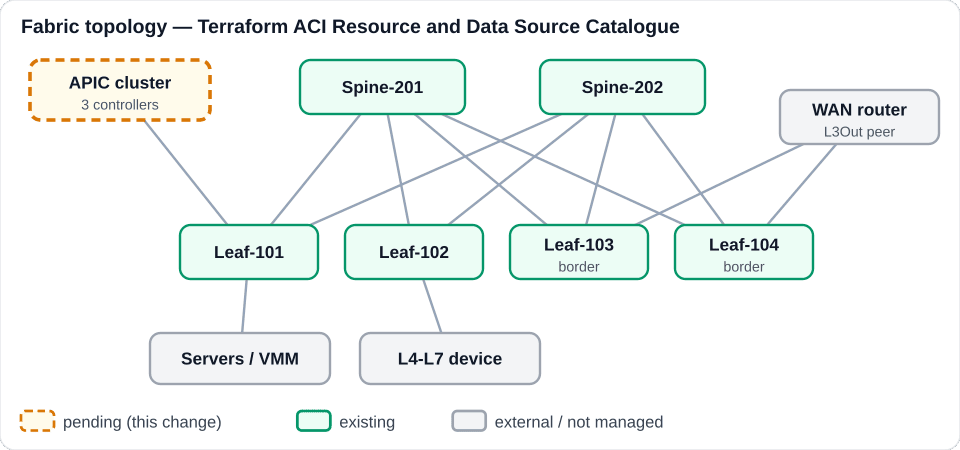 Fabric topology — Terraform ACI Resource and Data Source Catalogue
APIC cluster
3 controllers
Spine-201
Spine-202
WAN router
L3Out peer
Leaf-101
Leaf-102
Leaf-103
border
Leaf-104
border
Servers / VMM
L4-L7 device
pending (this change)
existing
external / not managed